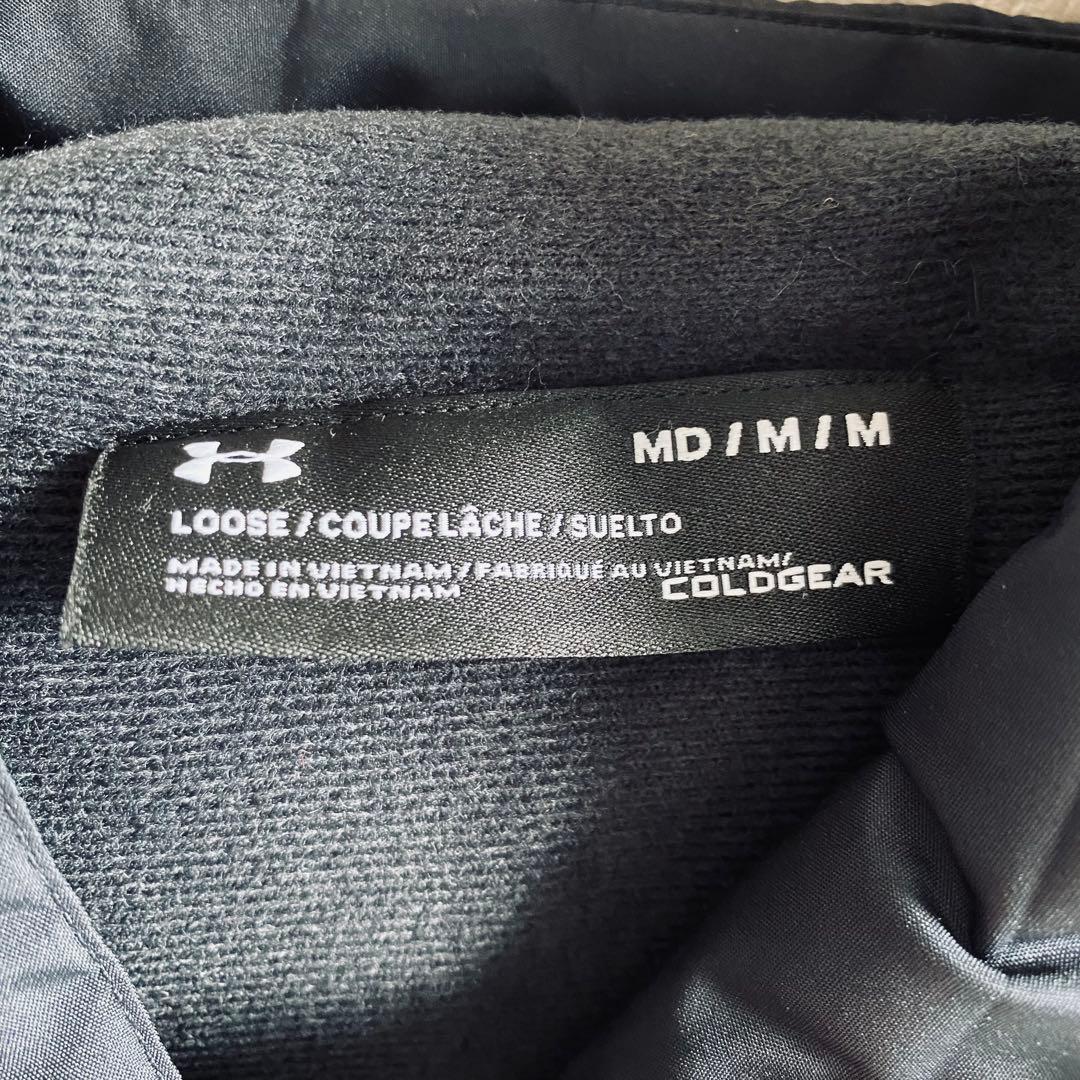 MD / M / M
LOOSE / COUPE LÂCHE / SUELTO
MADE IN VIETNAM / FABRIQUÉ AU VIETNAM/
HECHO EN VIETNAM
COLDGEAR